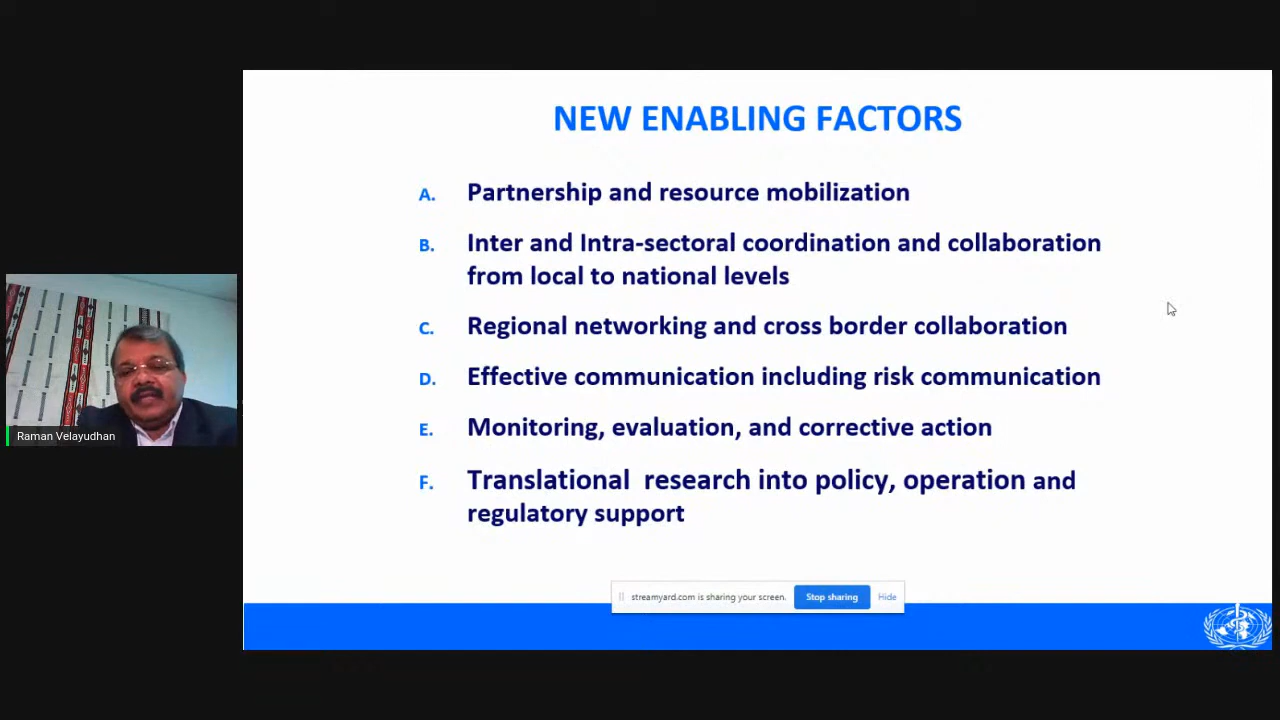 NEW ENABLING FACTORS
A. Partnership and resource mobilization
B. Inter and Intra-sectoral coordination and collaboration
from local to national levels
C. Regional networking and cross border collaboration
D. Effective communication including risk communication
E. Monitoring, evaluation, and corrective action
F. Translational research into policy, operation and
regulatory support
Raman Velayudhan
streamyard.com is sharing your screen. Stop sharing Hide